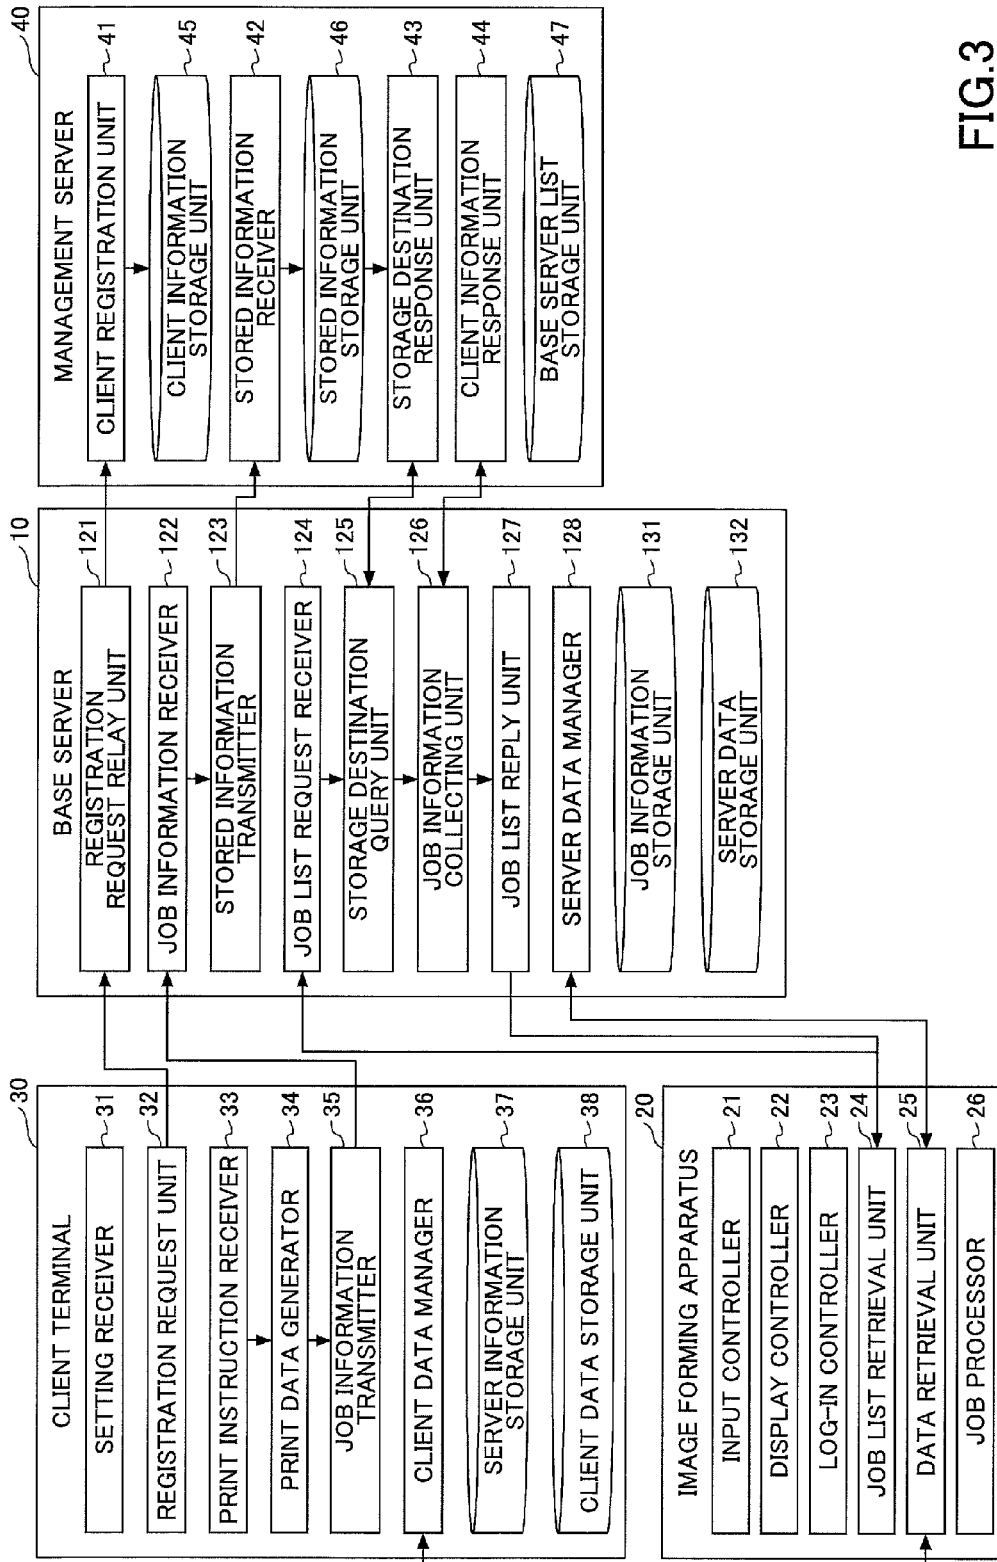 CLIENT TERMINAL
30
SETTING RECEIVER
31
REGISTRATION REQUEST UNIT
32
PRINT INSTRUCTION RECEIVER
33
PRINT DATA GENERATOR
34
JOB INFORMATION
TRANSMITTER
35
CLIENT DATA MANAGER
36
SERVER INFORMATION
STORAGE UNIT
37
CLIENT DATA STORAGE UNIT
38
IMAGE FORMING APPARATUS
20
INPUT CONTROLLER
21
DISPLAY CONTROLLER
22
LOG-IN CONTROLLER
23
JOB LIST RETRIEVAL UNIT
24
DATA RETRIEVAL UNIT
25
JOB PROCESSOR
26
BASE SERVER
10
REGISTRATION
REQUEST RELAY UNIT
121
JOB INFORMATION RECEIVER
122
STORED INFORMATION
TRANSMITTER
123
JOB LIST REQUEST RECEIVER
124
STORAGE DESTINATION
QUERY UNIT
125
JOB INFORMATION
COLLECTING UNIT
126
JOB LIST REPLY UNIT
127
SERVER DATA MANAGER
128
JOB INFORMATION
STORAGE UNIT
131
SERVER DATA
STORAGE UNIT
132
MANAGEMENT SERVER
40
CLIENT REGISTRATION UNIT
41
CLIENT INFORMATION
STORAGE UNIT
45
STORED INFORMATION
RECEIVER
42
STORED INFORMATION
STORAGE UNIT
46
STORAGE DESTINATION
RESPONSE UNIT
43
CLIENT INFORMATION
RESPONSE UNIT
44
BASE SERVER LIST
STORAGE UNIT
47
FIG.3